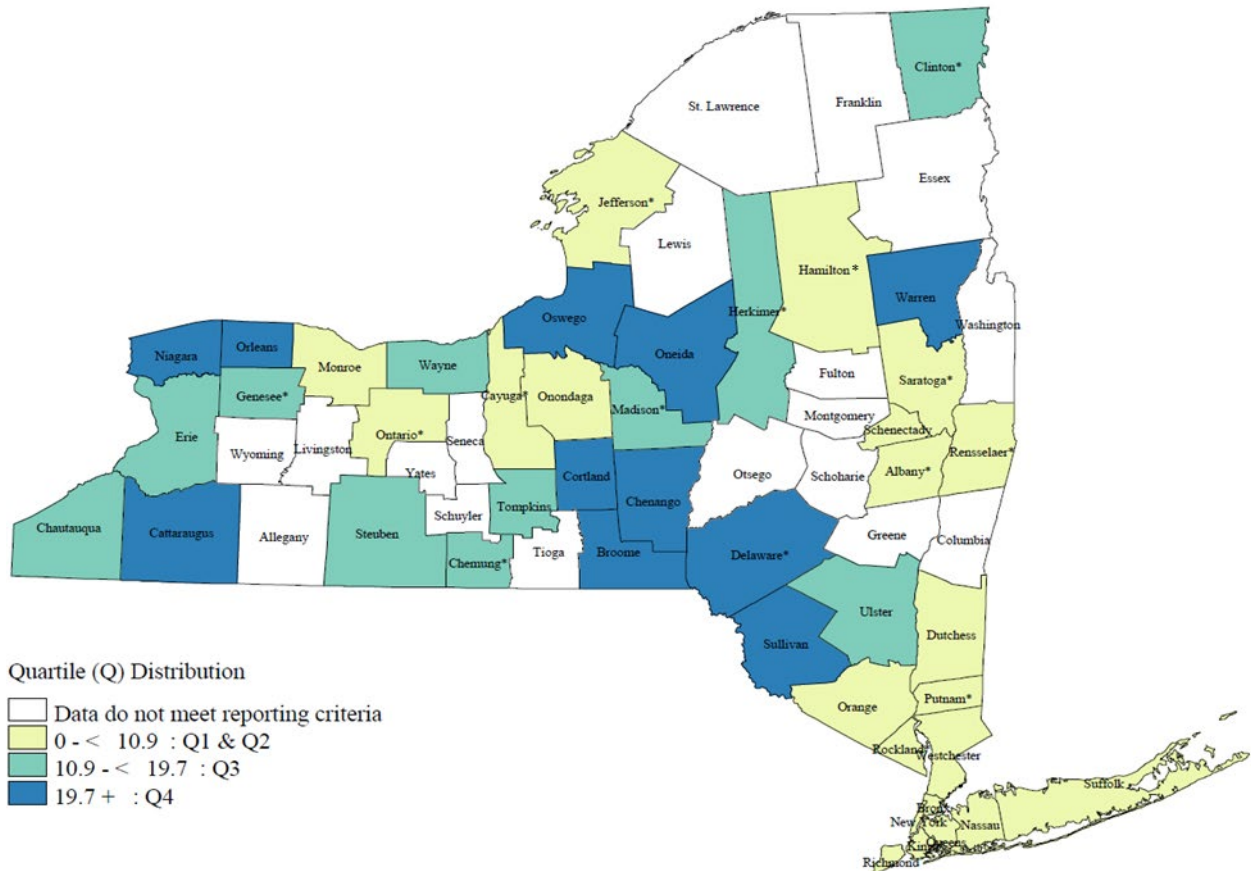 Clinton*
St. Lawrence
Franklin
Essex
Jefferson*
Lewis
Hamilton *
Herkimer*
Warren
Washington
Oswego
Oneida
Niagara
Orleans
Monroe
Wayne
Fulton
Saratoga*
Genesee*
Cayuga*
Onondaga
Madison*
Montgomery
Schenectady
Erie
Ontario*
Seneca
Wyoming
Livingston
Yates
Otsego
Schoharie
Albany*
Rensselaer*
Cortland
Chenango
Tompkins
Schuyler
Chautauqua
Cattaraugus
Allegany
Steuben
Chemung*
Tioga
Broome
Delaware*
Greene
Columbia
Ulster
Sullivan
Dutchess
Putnam*
Orange
Rockland
Westchester
Suffolk
Bronx
New York
Nassau
Queens
Kings
Richmond
Quartile (Q) Distribution
Data do not meet reporting criteria
0 - < 10.9 : Q1 & Q2
10.9 - < 19.7 : Q3
19.7 + : Q4